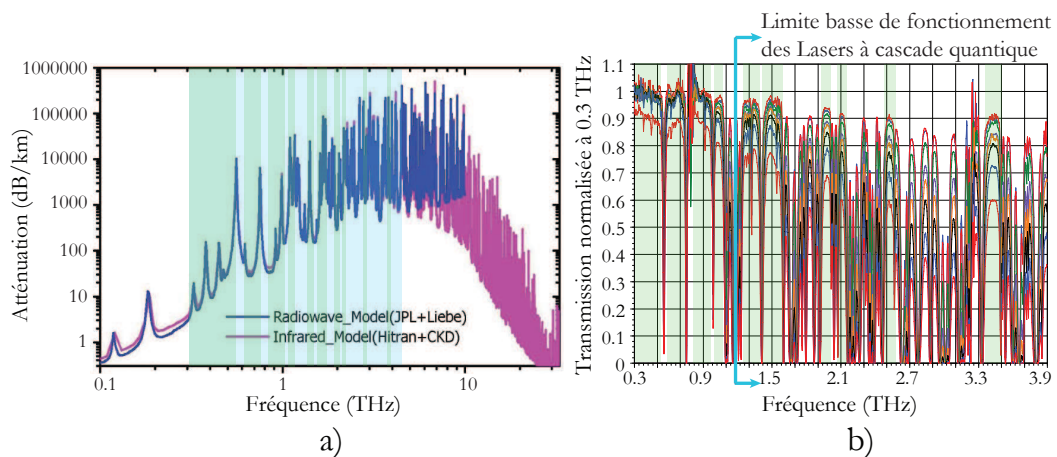 Limite basse de fonctionnement
des Lasers à cascade quantique
Atténuation (dB/km)
1000000
100000
10000
1000
100
10
1
0.1
1
10
Radiowave_Model(JPL+Liebe)
Infrared_Model(Hitran+CKD)
Fréquence (THz)
a)
Transmission normalisée à 0.3 THz
1.1
1
0.9
0.8
0.7
0.6
0.5
0.4
0.3
0.2
0.1
0
0.3
0.9
1.5
2.1
2.7
3.3
3.9
Fréquence (THz)
b)